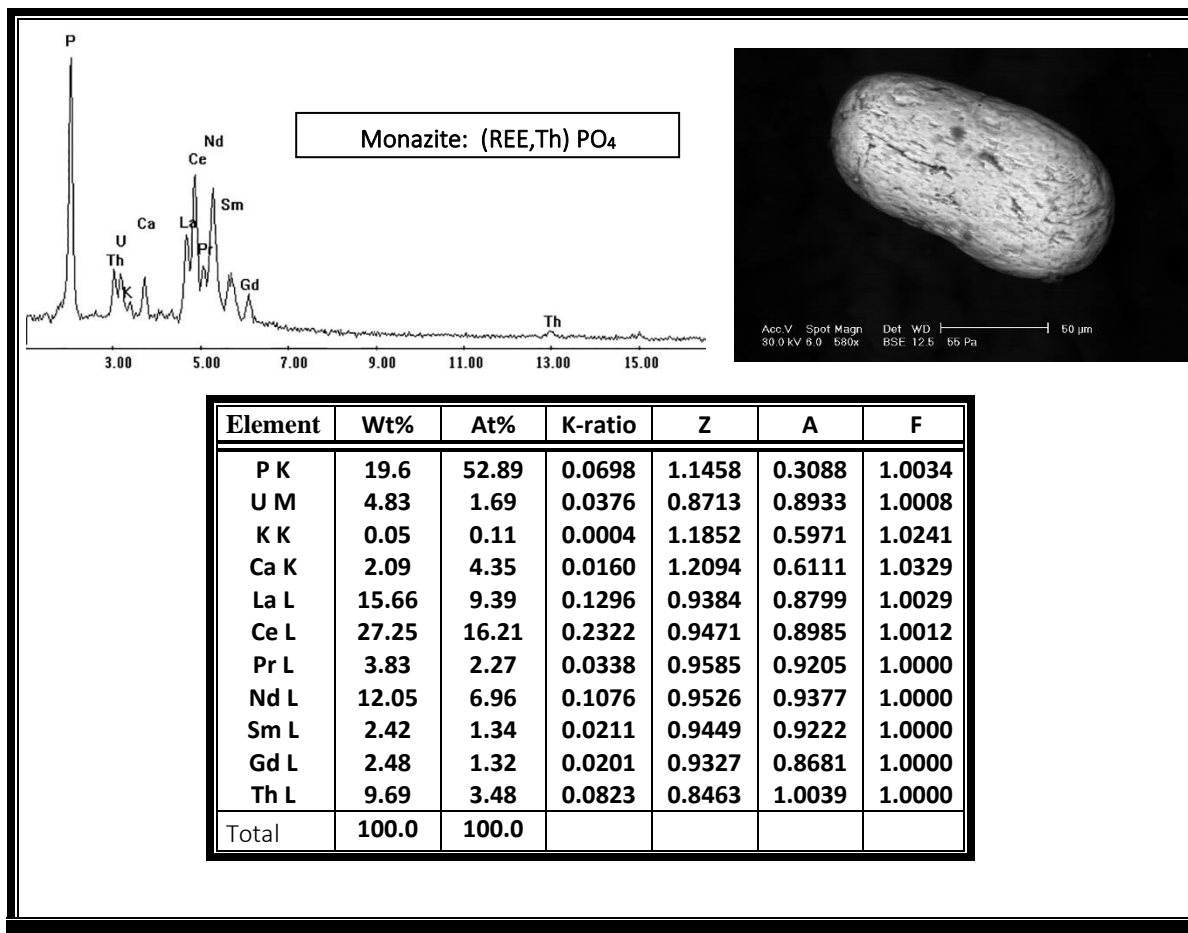 P
Nd
Ce
Sm
La
Ca
Pr
U
Th
K
Gd
Th
3.00 5.00 7.00 9.00 11.00 13.00 15.00
Monazite: (REE,Th) PO₄
Acc.V Spot Magn Det WD 50 µm
30.0 kV 6.0 580x BSE 12.5 55 Pa
Element Wt% At% K-ratio Z A F
P K 19.6 52.89 0.0698 1.1458 0.3088 1.0034
U M 4.83 1.69 0.0376 0.8713 0.8933 1.0008
K K 0.05 0.11 0.0004 1.1852 0.5971 1.0241
Ca K 2.09 4.35 0.0160 1.2094 0.6111 1.0329
La L 15.66 9.39 0.1296 0.9384 0.8799 1.0029
Ce L 27.25 16.21 0.2322 0.9471 0.8985 1.0012
Pr L 3.83 2.27 0.0338 0.9585 0.9205 1.0000
Nd L 12.05 6.96 0.1076 0.9526 0.9377 1.0000
Sm L 2.42 1.34 0.0211 0.9449 0.9222 1.0000
Gd L 2.48 1.32 0.0201 0.9327 0.8681 1.0000
Th L 9.69 3.48 0.0823 0.8463 1.0039 1.0000
Total 100.0 100.0